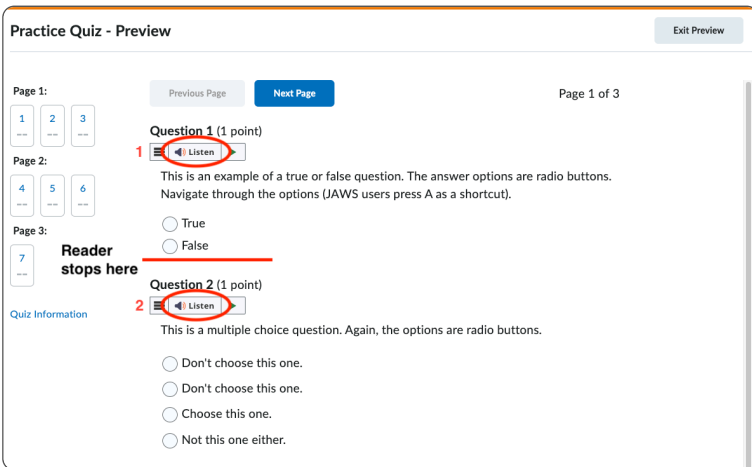 Practice Quiz - Preview
Exit Preview
Page 1:
1 2 3
-- -- --
Page 2:
4 5 6
-- -- --
Page 3:
7
--
Quiz Information
Reader
stops here
Previous Page
Next Page
Page 1 of 3
Question 1 (1 point)
1
Listen
This is an example of a true or false question. The answer options are radio buttons.
Navigate through the options (JAWS users press A as a shortcut).
True
False
Question 2 (1 point)
2
Listen
This is a multiple choice question. Again, the options are radio buttons.
Don't choose this one.
Don't choose this one.
Choose this one.
Not this one either.